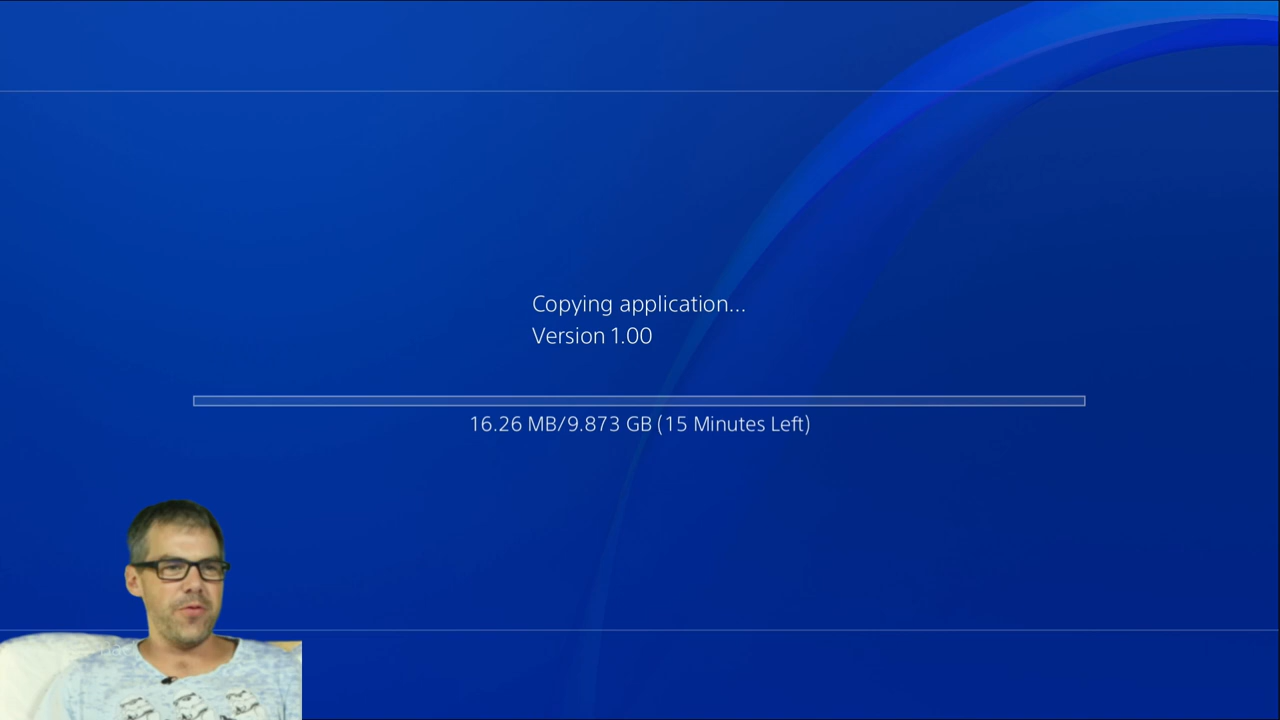 Copying application...
Version 1.00
16.26 MB/9.873 GB (15 Minutes Left)